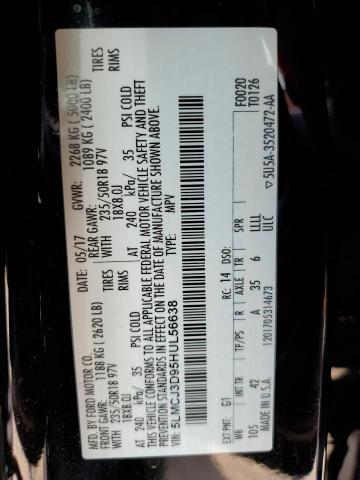 MFD. BY FORD MOTOR CO.
DATE: 05/17 GVWR: 2268 KG ( 5000 LB)
FRONT GAWR: 1188 KG ( 2620 LB) REAR GAWR: 1089 KG ( 2400 LB)
WITH 235/50R18 97V TIRES WITH 235/50R18 97V TIRES
18X8.0J RIMS 18X8.0J RIMS
AT 240 kPa/ 35 PSI COLD AT 240 kPa/ 35 PSI COLD
THIS VEHICLE CONFORMS TO ALL APPLICABLE FEDERAL MOTOR VEHICLE SAFETY AND THEFT
PREVENTION STANDARDS IN EFFECT ON THE DATE OF MANUFACTURE SHOWN ABOVE.
VIN: 5LMCJ3D95HUL56638
TYPE: MPV
F0020
T0126
EXT PNT: G1 RC: 14 DSO:
WB INT TR TP/PS R AXLE TR SPR
105 42 A 35 6 LLLL
ULC
MADE IN U.S.A. 1201705314673
▽ 5U5A-3520472-AA